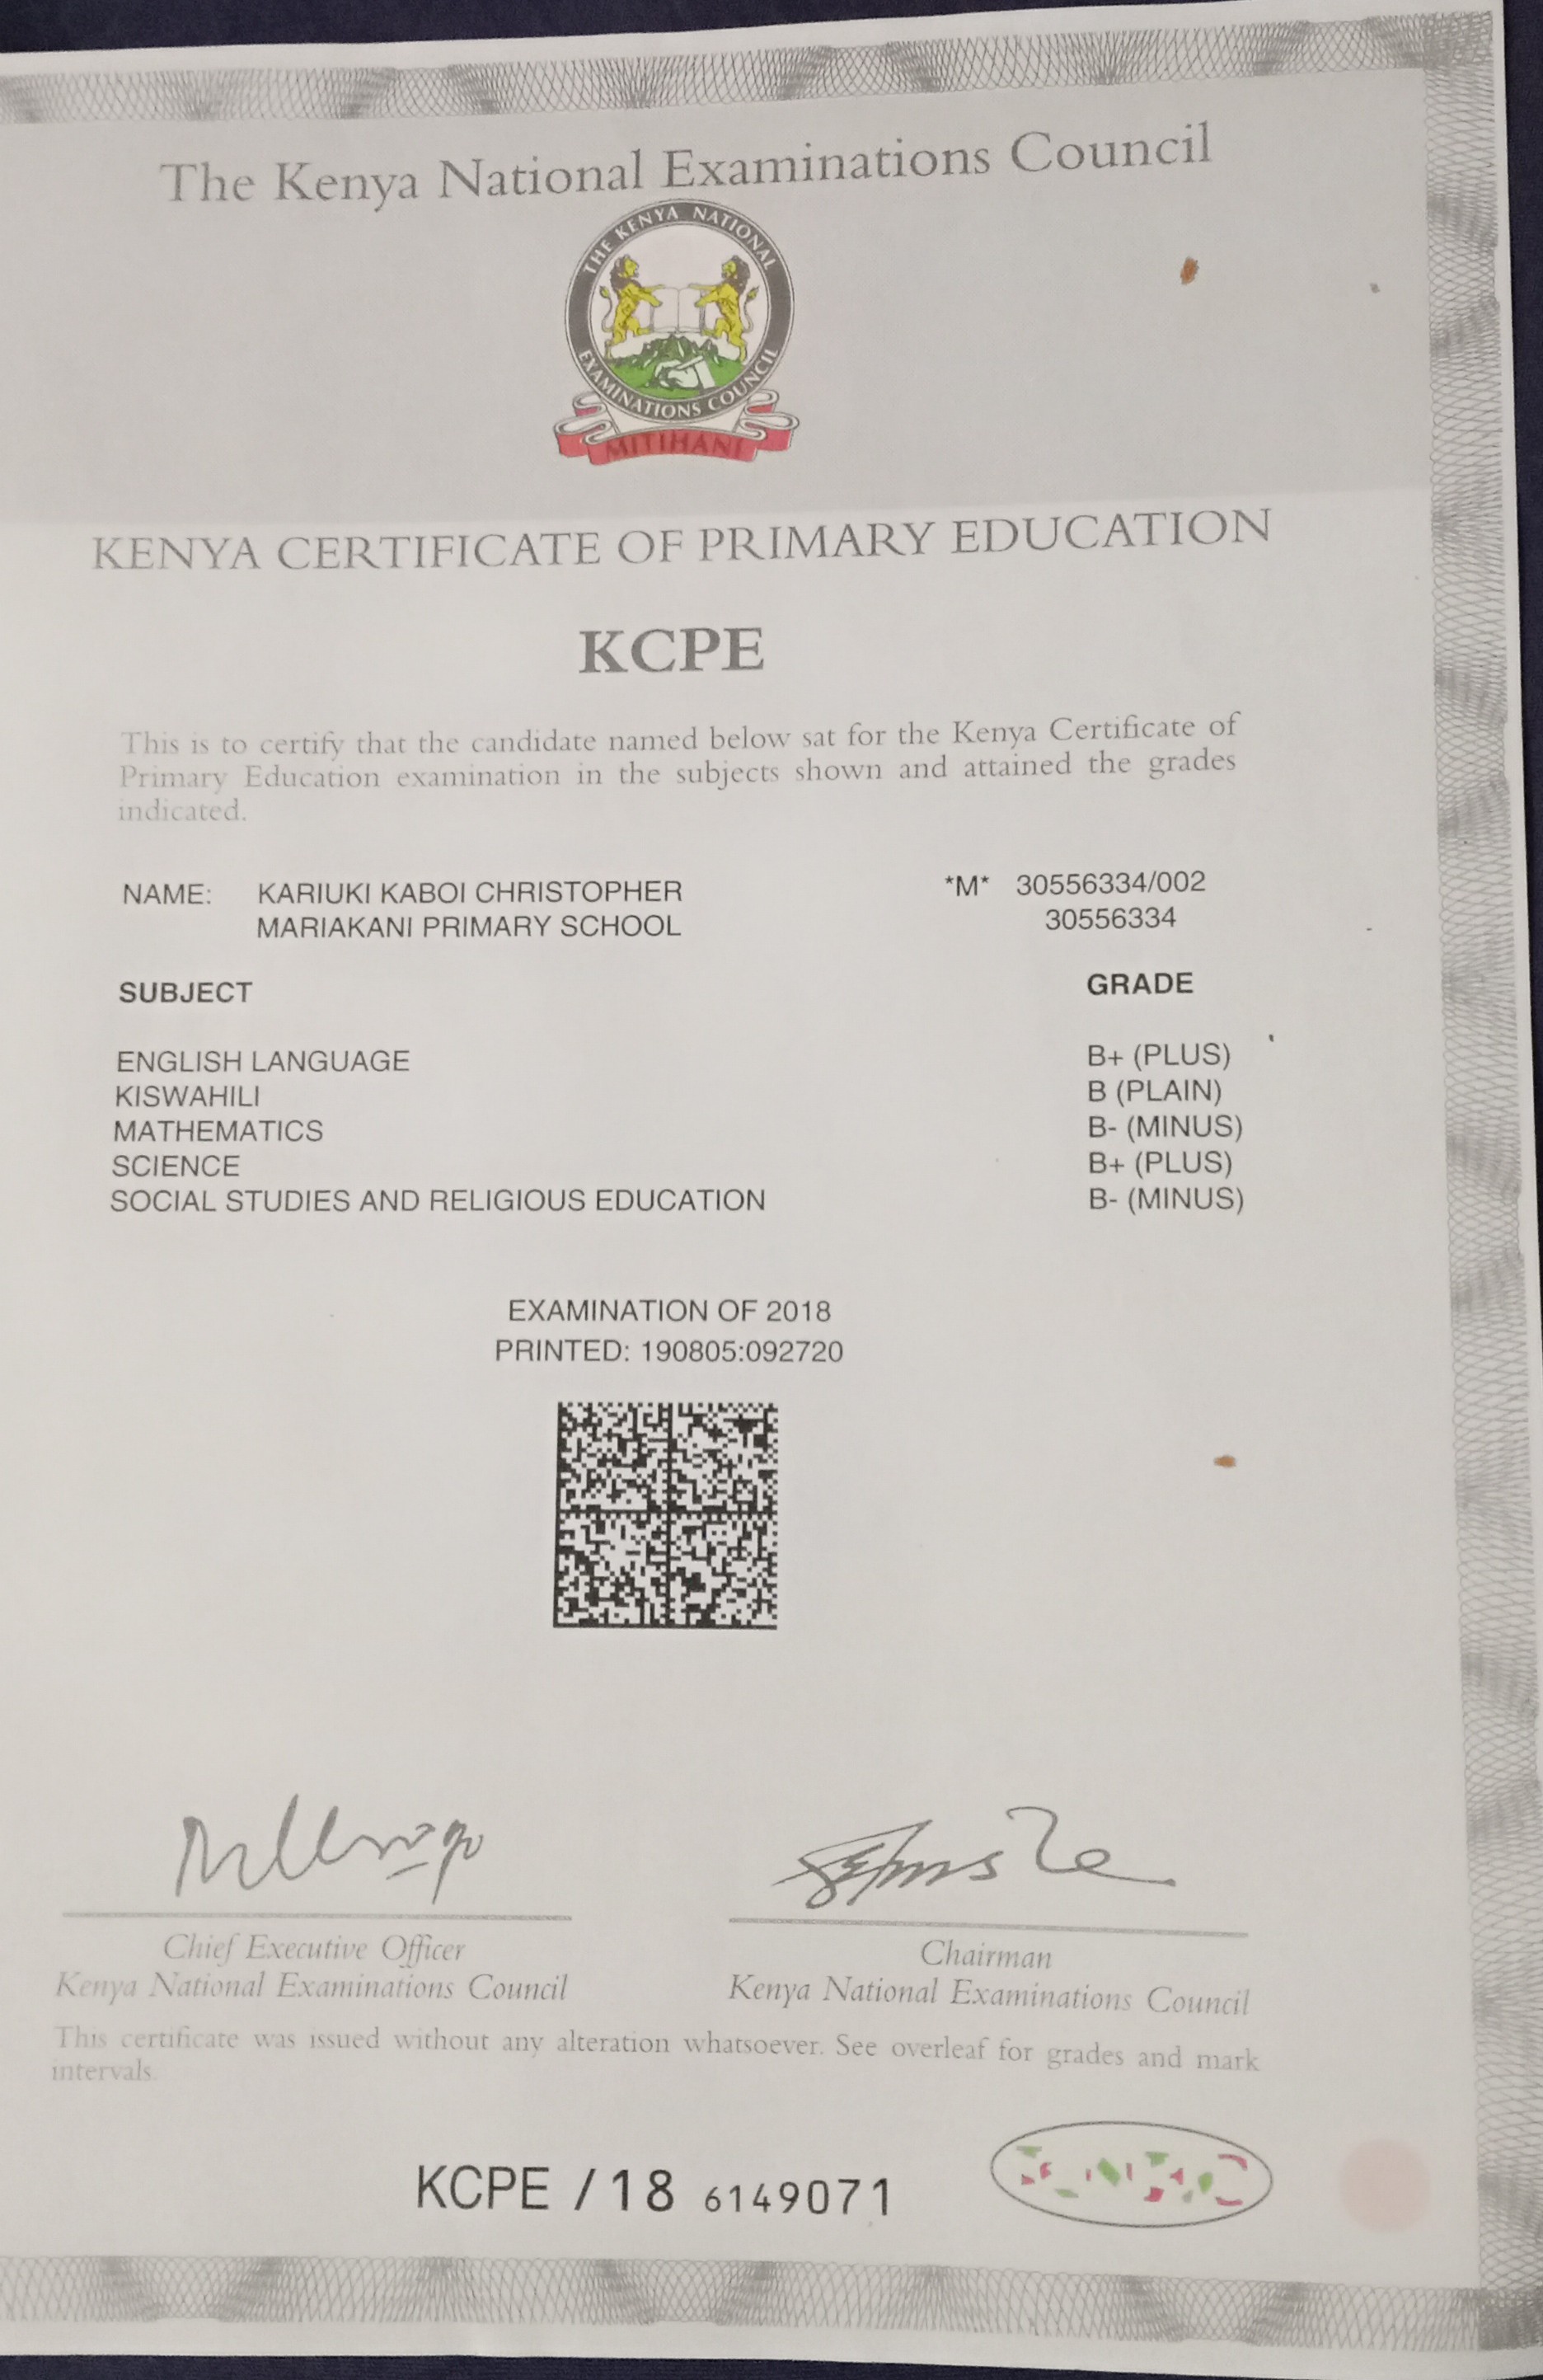 The Kenya National Examinations Council
THE KENYA NATIONAL
EXAMINATIONS COUNCIL
MITIHANI
KENYA CERTIFICATE OF PRIMARY EDUCATION
KCPE
This is to certify that the candidate named below sat for the Kenya Certificate of
Primary Education examination in the subjects shown and attained the grades
indicated.
NAME: KARIUKI KABOI CHRISTOPHER *M* 30556334/002
MARIAKANI PRIMARY SCHOOL 30556334
SUBJECT GRADE
ENGLISH LANGUAGE B+ (PLUS)
KISWAHILI B (PLAIN)
MATHEMATICS B- (MINUS)
SCIENCE B+ (PLUS)
SOCIAL STUDIES AND RELIGIOUS EDUCATION B- (MINUS)
EXAMINATION OF 2018
PRINTED: 190805:092720
Chief Executive Officer Chairman
Kenya National Examinations Council Kenya National Examinations Council
This certificate was issued without any alteration whatsoever. See overleaf for grades and mark
intervals.
KCPE / 18 6149071